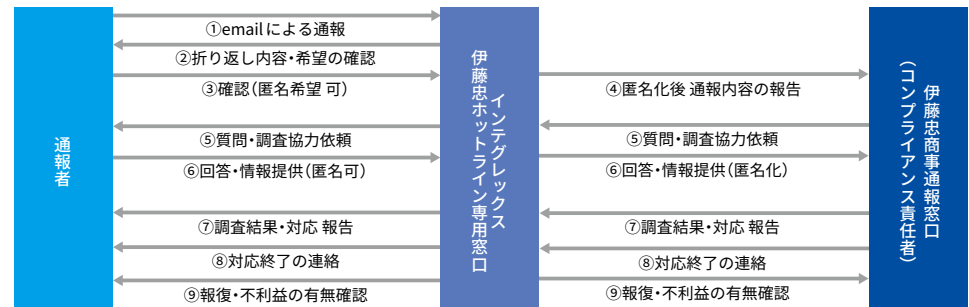 通報者
①emailによる通報
②折り返し内容・希望の確認
③確認（匿名希望 可）
⑤質問・調査協力依頼
⑥回答・情報提供（匿名可）
⑦調査結果・対応 報告
⑧対応終了の連絡
⑨報復・不利益の有無確認
インテグレックス
伊藤忠ホットライン専用窓口
④匿名化後 通報内容の報告
⑤質問・調査協力依頼
⑥回答・情報提供（匿名化）
⑦調査結果・対応 報告
⑧対応終了の連絡
⑨報復・不利益の有無確認
伊藤忠商事通報窓口
（コンプライアンス責任者）